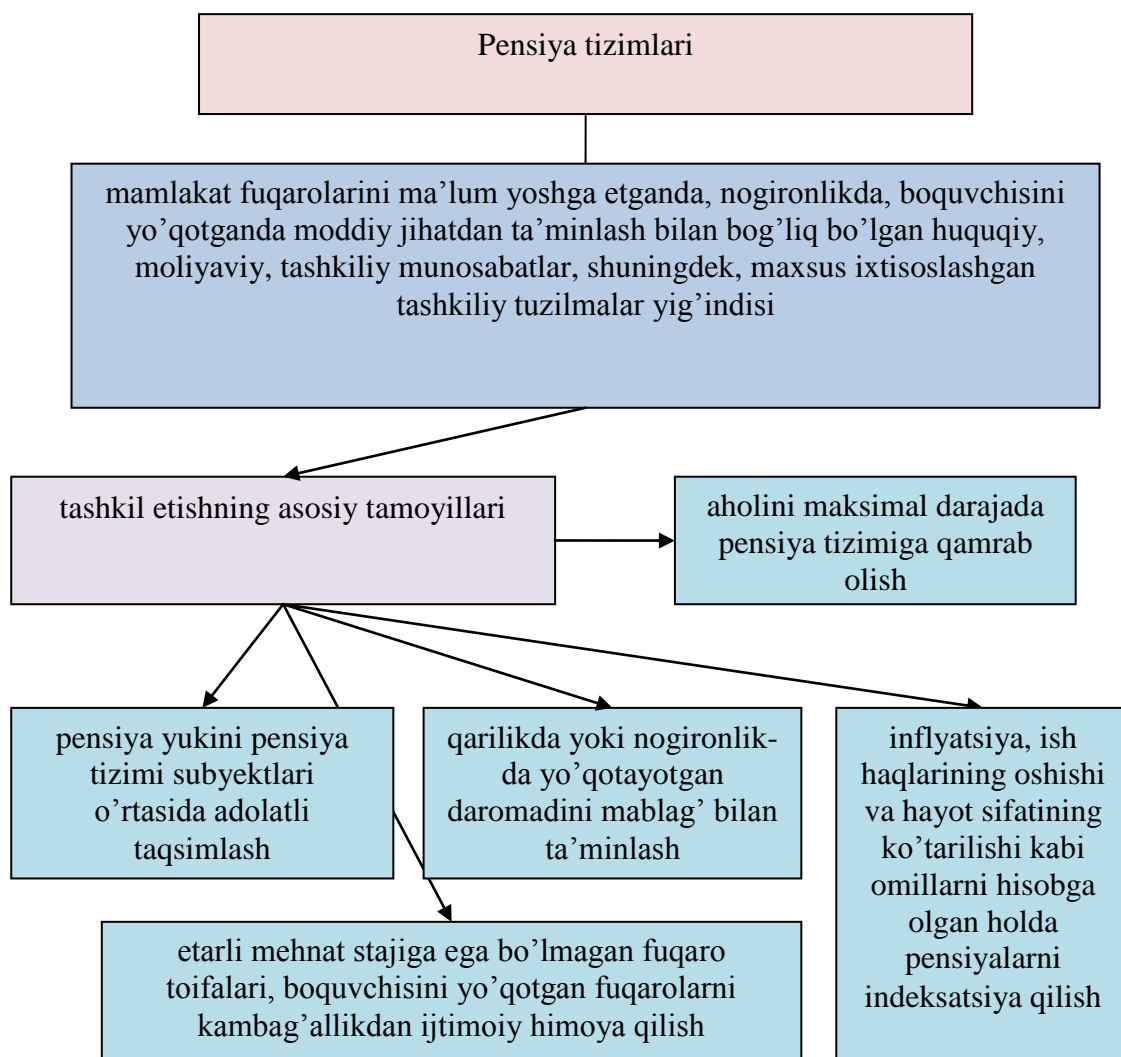 Pensiya tizimlari
mamlakat fuqarolarini ma’lum yoshga etganda, nogironlikda, boquvchisini
yo’qotganda moddiy jihatdan ta’minlash bilan bog’liq bo’lgan huquqiy,
moliyaviy, tashkiliy munosabatlar, shuningdek, maxsus ixtisoslashgan
tashkiliy tuzilmalar yig’indisi
tashkil etishning asosiy tamoyillari
aholini maksimal darajada
pensiya tizimiga qamrab
olish
pensiya yukini pensiya
tizimi subyektlari
o’rtasida adolatli
taqsimlash
qarilikda yoki nogironlik-
da yo’qotayotgan
daromadini mablag’ bilan
ta’minlash
inflyatsiya, ish
haqlarining oshishi
va hayot sifatining
ko’tarilishi kabi
omillarni hisobga
olgan holda
pensiyalarni
indeksatsiya qilish
etarli mehnat stajiga ega bo’lmagan fuqaro
toifalari, boquvchisini yo’qotgan fuqarolarni
kambag’allikdan ijtimoiy himoya qilish